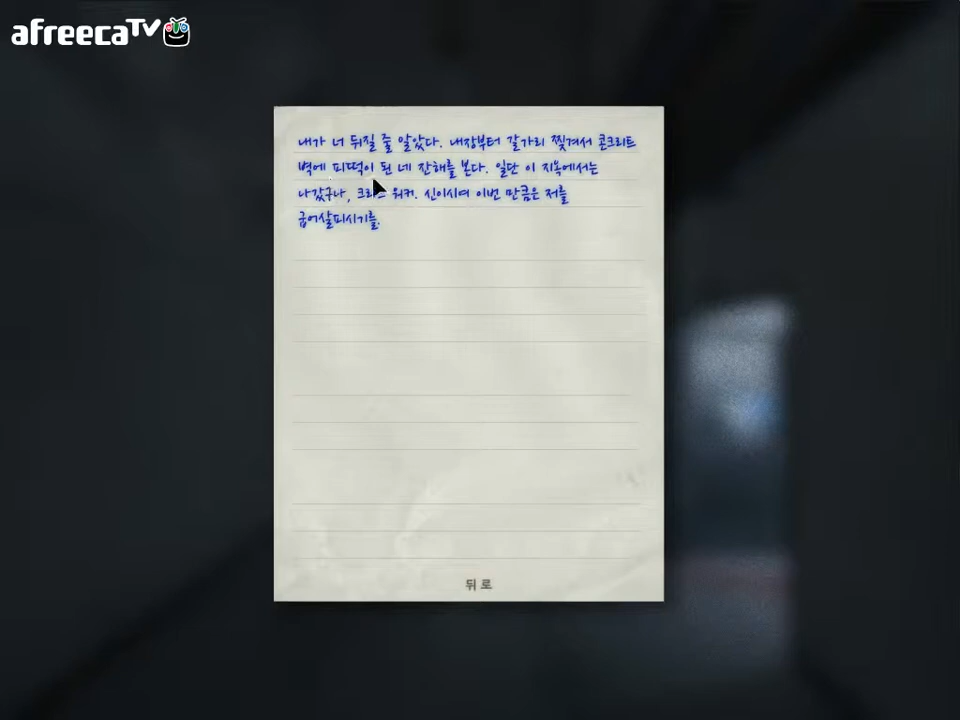 afreecaTV
내가 너 뒤질 줄 알았다. 내장부터 갈가리 찢겨서 콘크리트
벽에 피떡이 된 네 잔해를 본다. 일단 이 지옥에서는
나갔구나, 크리스 워커. 신이시여 이번 만큼은 저를
굽어살피시기를.
뒤로